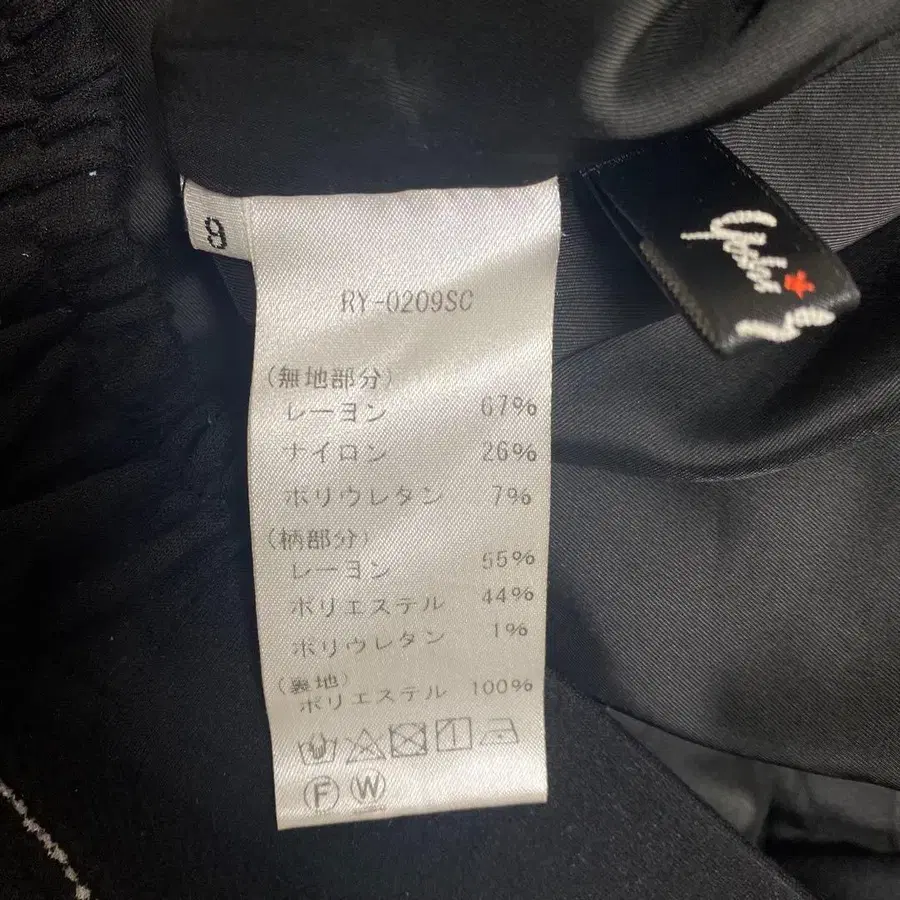 9
RY-0209SC
(無地部分)
レーヨン 67%
ナイロン 26%
ポリウレタン 7%
(柄部分)
レーヨン 55%
ポリエステル 44%
ポリウレタン 1%
(裏地)
ポリエステル 100%
F W